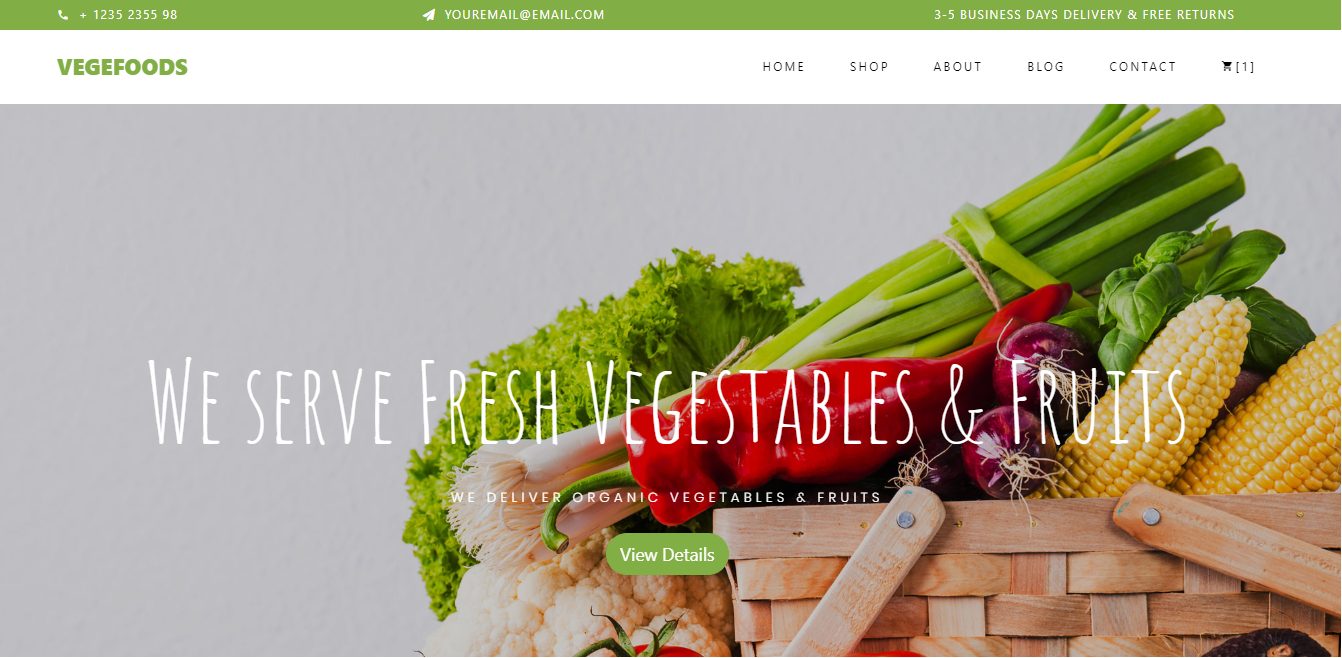 + 1235 2355 98
YOUREMAIL@EMAIL.COM
3-5 BUSINESS DAYS DELIVERY & FREE RETURNS
VEGEFOODS
HOME
SHOP
ABOUT
BLOG
CONTACT
[1]
We serve Fresh Vegestables & Fruits
WE DELIVER ORGANIC VEGETABLES & FRUITS
View Details